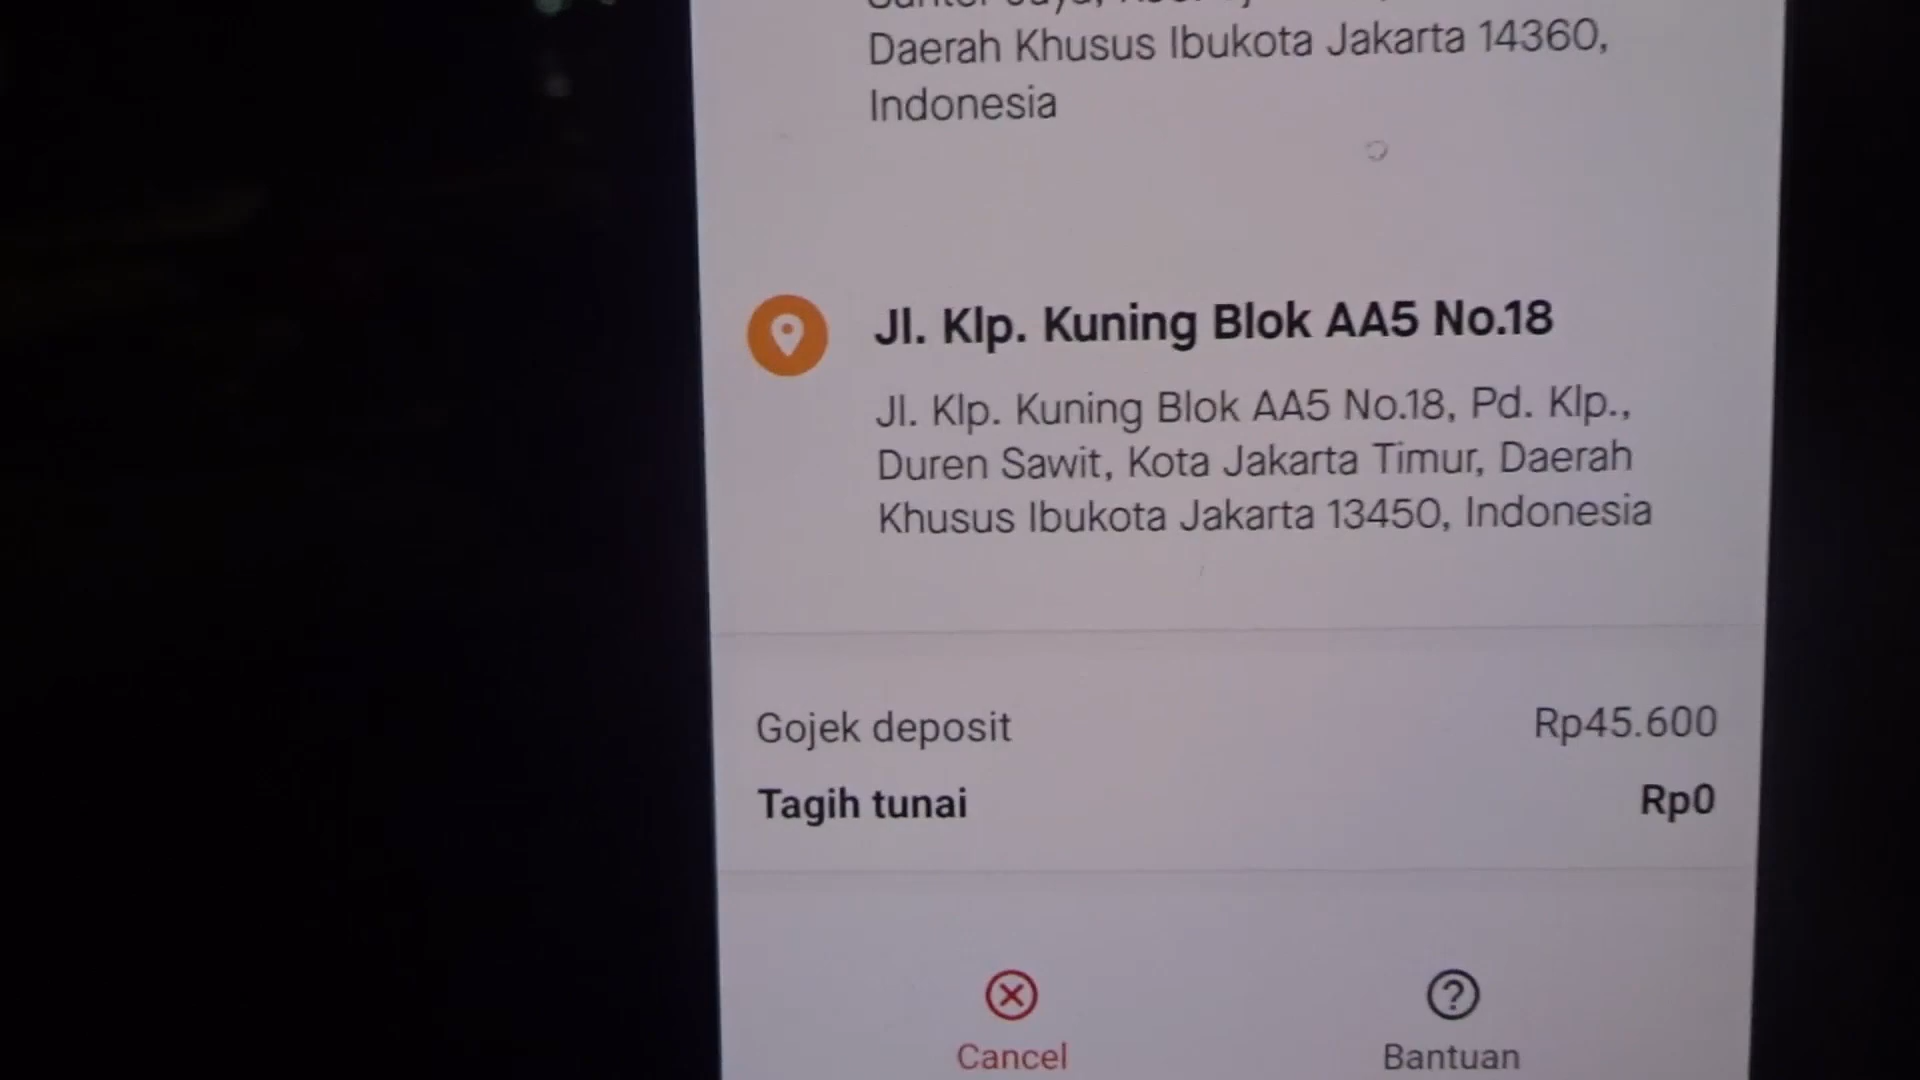 Daerah Khusus Ibukota Jakarta 14360,
Indonesia
Jl. Klp. Kuning Blok AA5 No.18
Jl. Klp. Kuning Blok AA5 No.18, Pd. Klp.,
Duren Sawit, Kota Jakarta Timur, Daerah
Khusus Ibukota Jakarta 13450, Indonesia
Gojek deposit Rp45.600
Tagih tunai Rp0
Cancel Bantuan